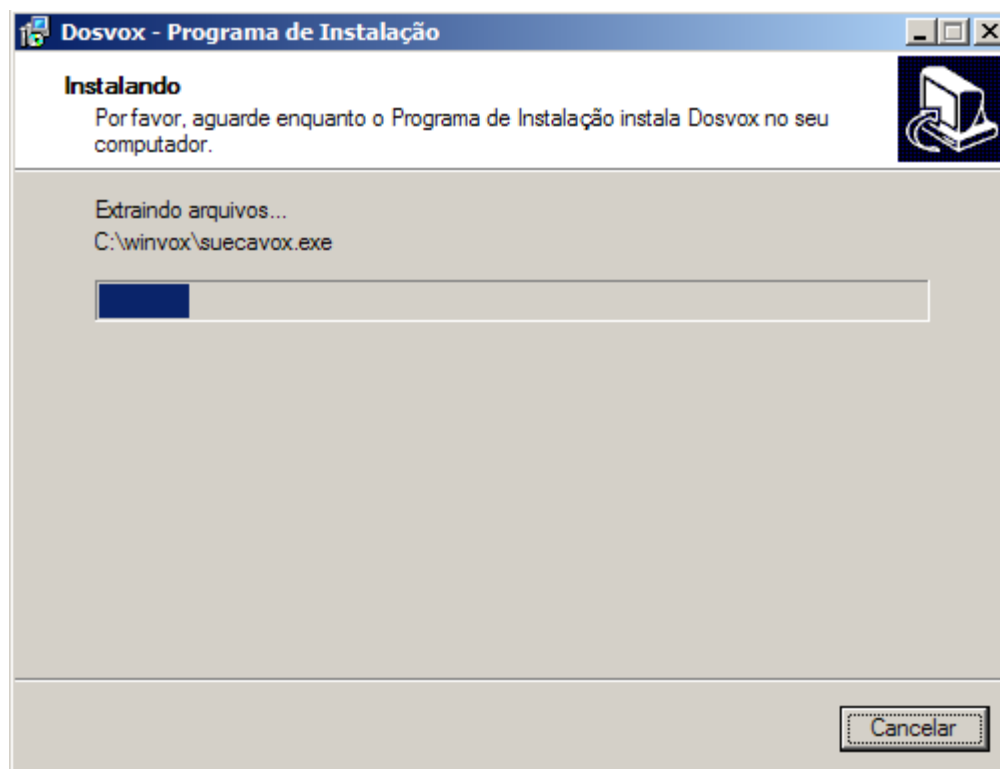 Dosvox - Programa de Instalação
Instalando
Por favor, aguarde enquanto o Programa de Instalação instala Dosvox no seu
computador.
Extraindo arquivos...
C:\winvox\suecavox.exe
Cancelar